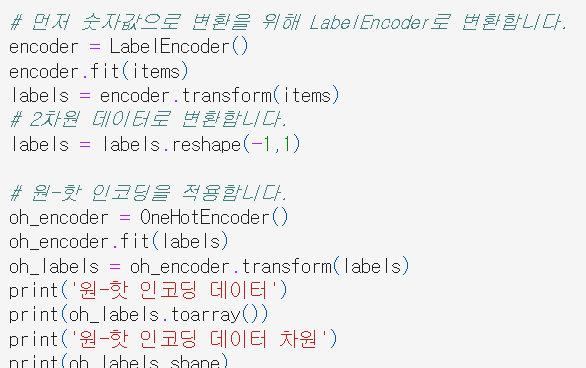 # 먼저 숫자값으로 변환을 위해 LabelEncoder로 변환합니다.
encoder = LabelEncoder()
encoder.fit(items)
labels = encoder.transform(items)
# 2차원 데이터로 변환합니다.
labels = labels.reshape(-1,1)
# 원-핫 인코딩을 적용합니다.
oh_encoder = OneHotEncoder()
oh_encoder.fit(labels)
oh_labels = oh_encoder.transform(labels)
print('원-핫 인코딩 데이터')
print(oh_labels.toarray())
print('원-핫 인코딩 데이터 차원')
print(oh_labels.shape)